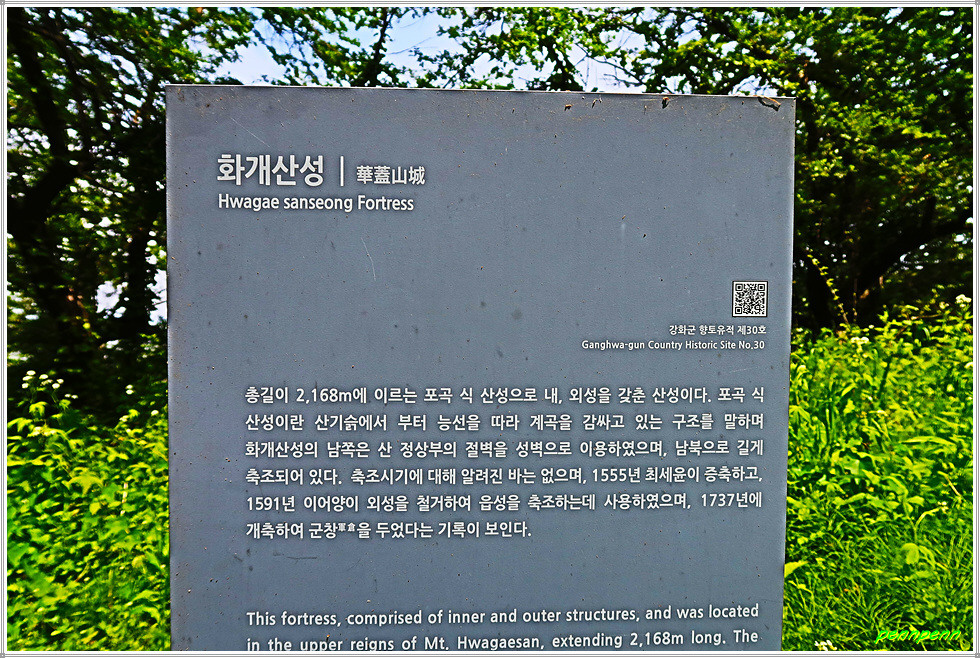 화개산성 | 華蓋山城
Hwagae sanseong Fortress
강화군 향토유적 제30호
Ganghwa-gun Country Historic Site No.30
총길이 2,168m에 이르는 포곡 식 산성으로 내, 외성을 갖춘 산성이다. 포곡 식
산성이란 산기슭에서 부터 능선을 따라 계곡을 감싸고 있는 구조를 말하며
화개산성의 남쪽은 산 정상부의 절벽을 성벽으로 이용하였으며, 남북으로 길게
축조되어 있다. 축조시기에 대해 알려진 바는 없으며, 1555년 최세윤이 증축하고,
1591년 이어양이 외성을 철거하여 읍성을 축조하는데 사용하였으며, 1737년에
개축하여 군창軍倉을 두었다는 기록이 보인다.
This fortress, comprised of inner and outer structures, and was located
in the upper reigns of Mt. Hwagaesan, extending 2,168m long. The
pennpenn